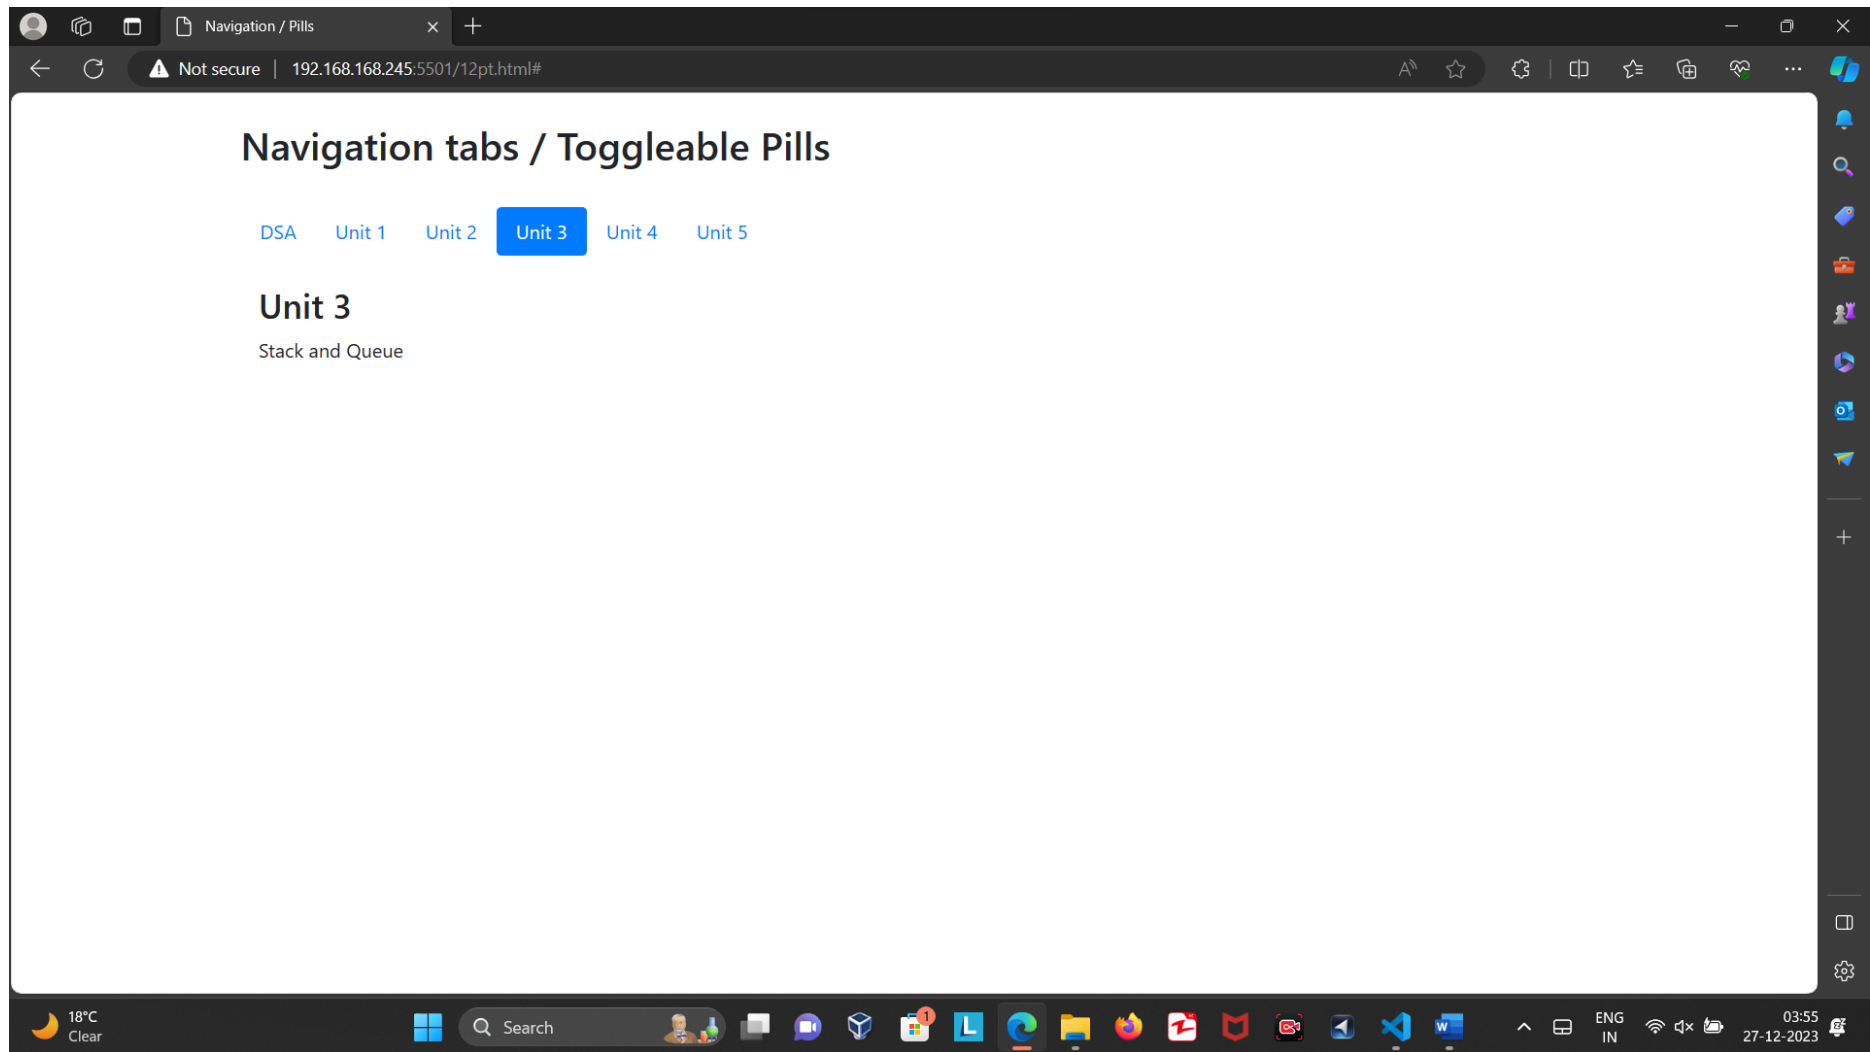 Navigation / Pills
Not secure 192.168.168.245:5501/12pt.html#
Navigation tabs / Toggleable Pills
DSA Unit 1 Unit 2 Unit 3 Unit 4 Unit 5
Unit 3
Stack and Queue
18°C
Clear
Search
1
L
ENG
IN
03:55
27-12-2023